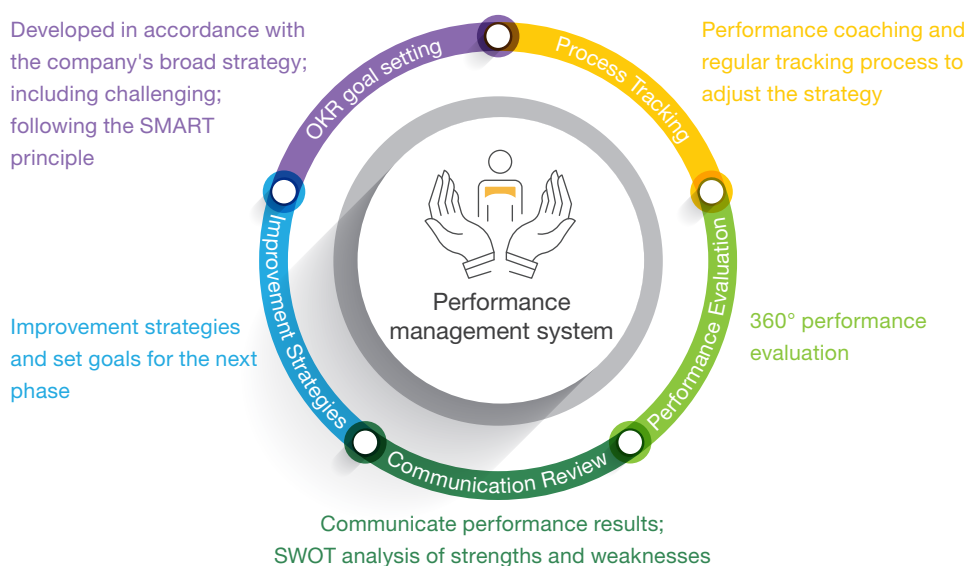 Developed in accordance with
the company's broad strategy;
including challenging;
following the SMART
principle
OKR goal setting
Process Tracking
Performance coaching and
regular tracking process to
adjust the strategy
Performance
management system
Performance Evaluation
360° performance
evaluation
Improvement Strategies
Improvement strategies
and set goals for the next
phase
Communication Review
Communicate performance results;
SWOT analysis of strengths and weaknesses